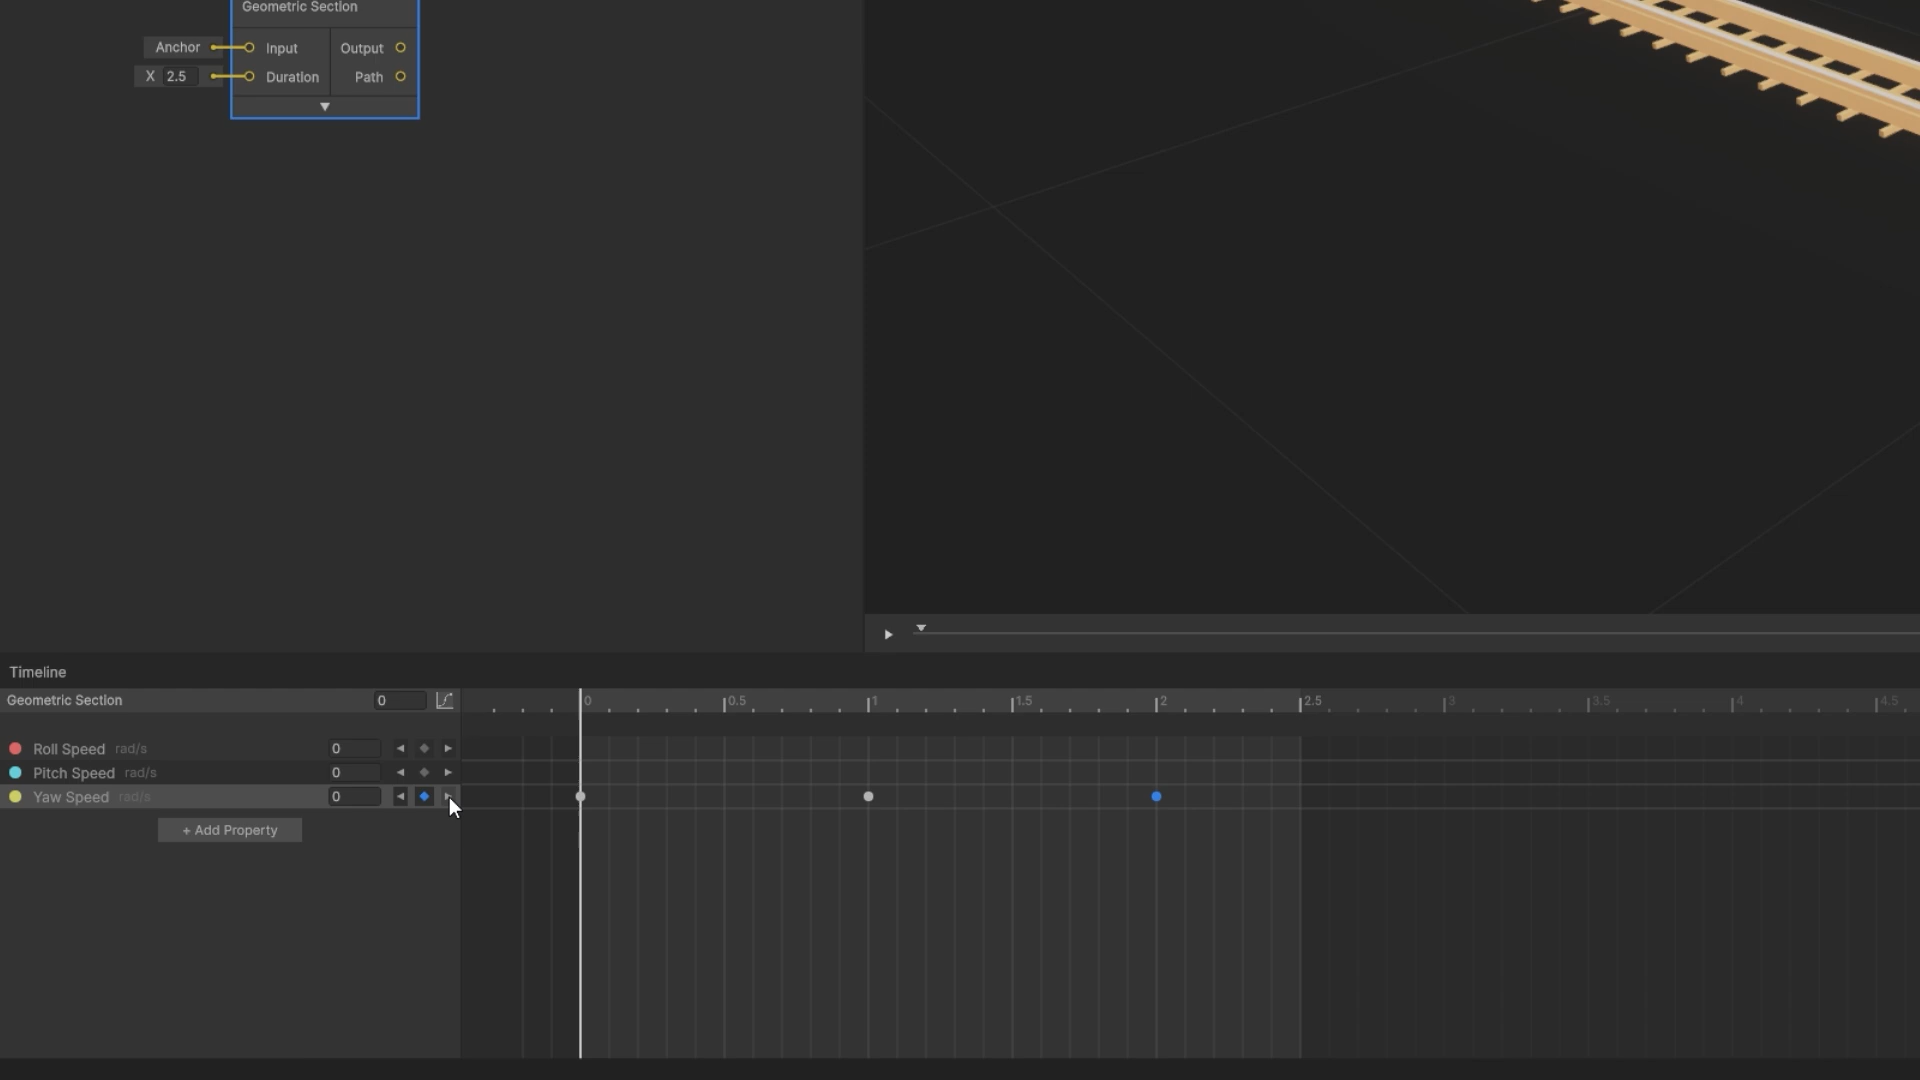 Geometric Section
Anchor Input Output
X 2.5 Duration Path
Timeline
Geometric Section 0 0 0.5 1 1.5 2 2.5 3 3.5 4 4.5
Roll Speed rad/s 0
Pitch Speed rad/s 0
Yaw Speed rad/s 0
+ Add Property